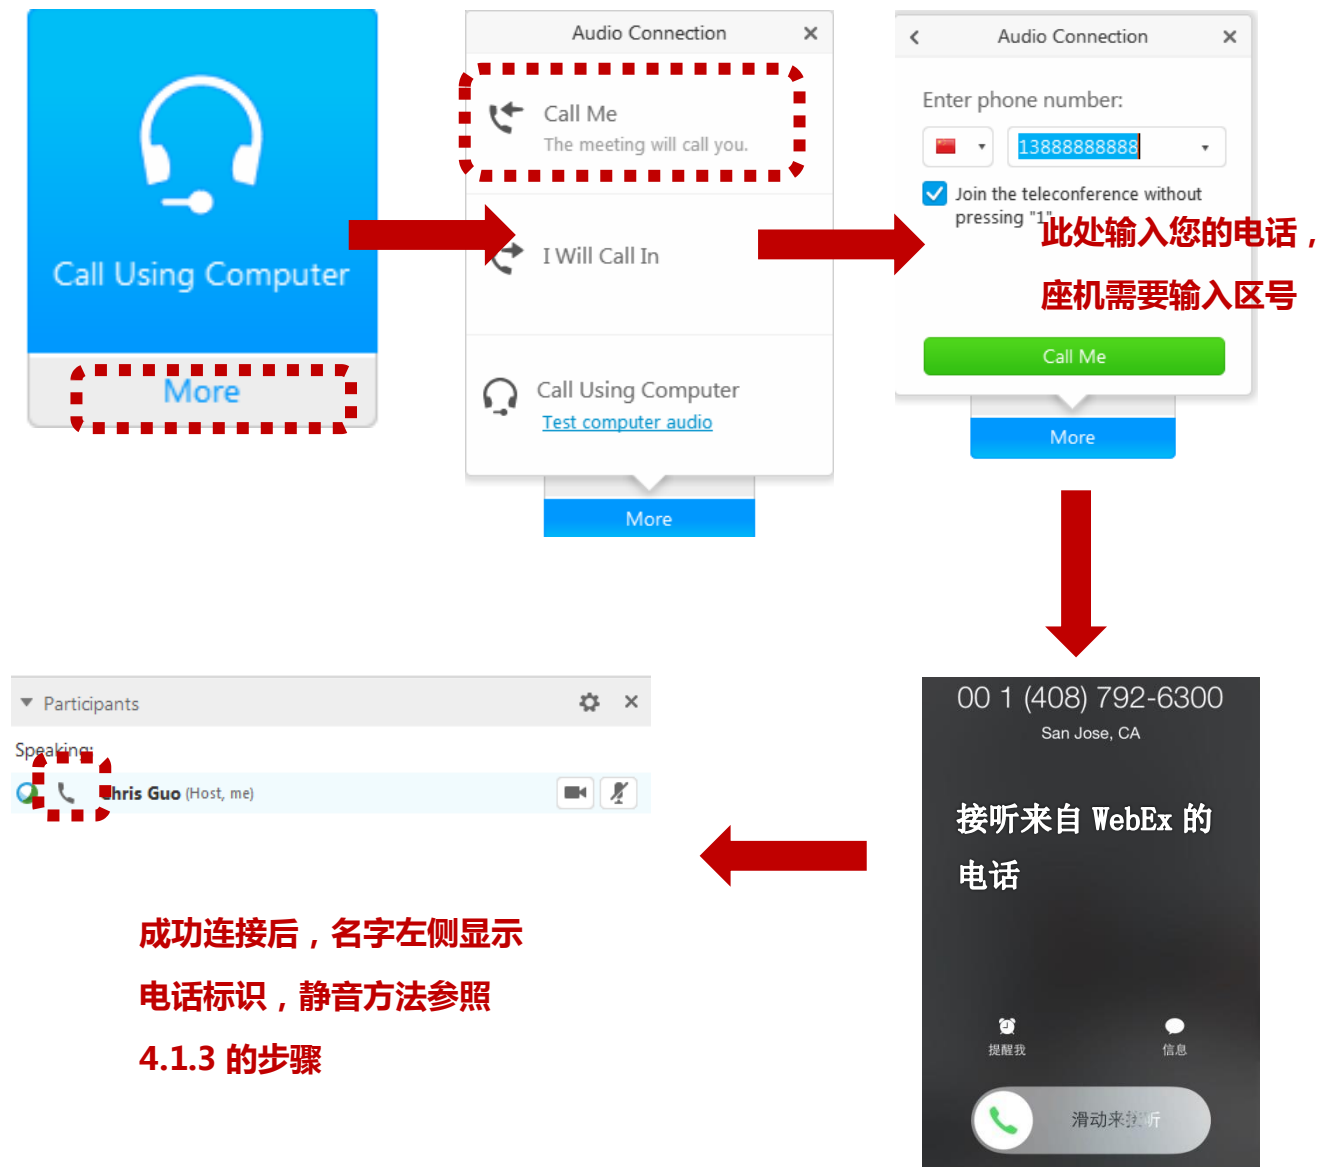 Call Using Computer
More
Audio Connection
Call Me
The meeting will call you.
I Will Call In
Call Using Computer
Test computer audio
More
Audio Connection
Enter phone number:
13888888888
Join the teleconference without
pressing "1"
此处输入您的电话，
座机需要输入区号
Call Me
More
00 1 (408) 792-6300
San Jose, CA
接听来自 WebEx 的
电话
提醒我
信息
滑动来接听
Participants
Speaking:
Chris Guo (Host, me)
成功连接后，名字左侧显示
电话标识，静音方法参照
4.1.3 的步骤